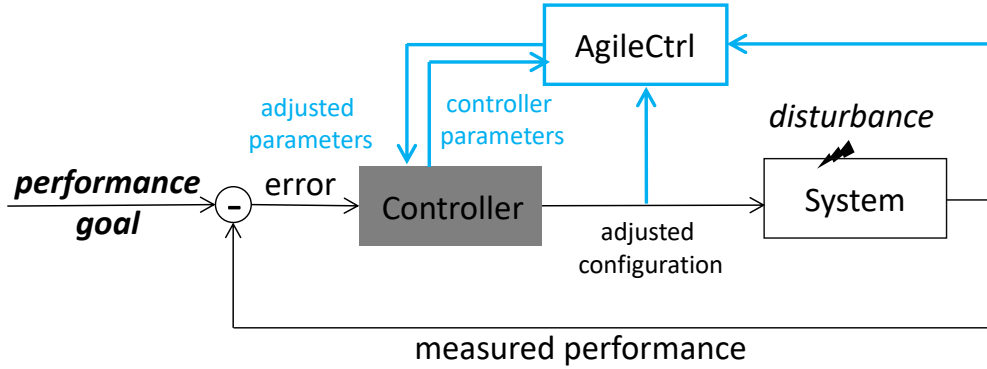 AgileCtrl
adjusted
parameters
controller
parameters
disturbance
performance
goal
-
error
Controller
adjusted
configuration
System
measured performance